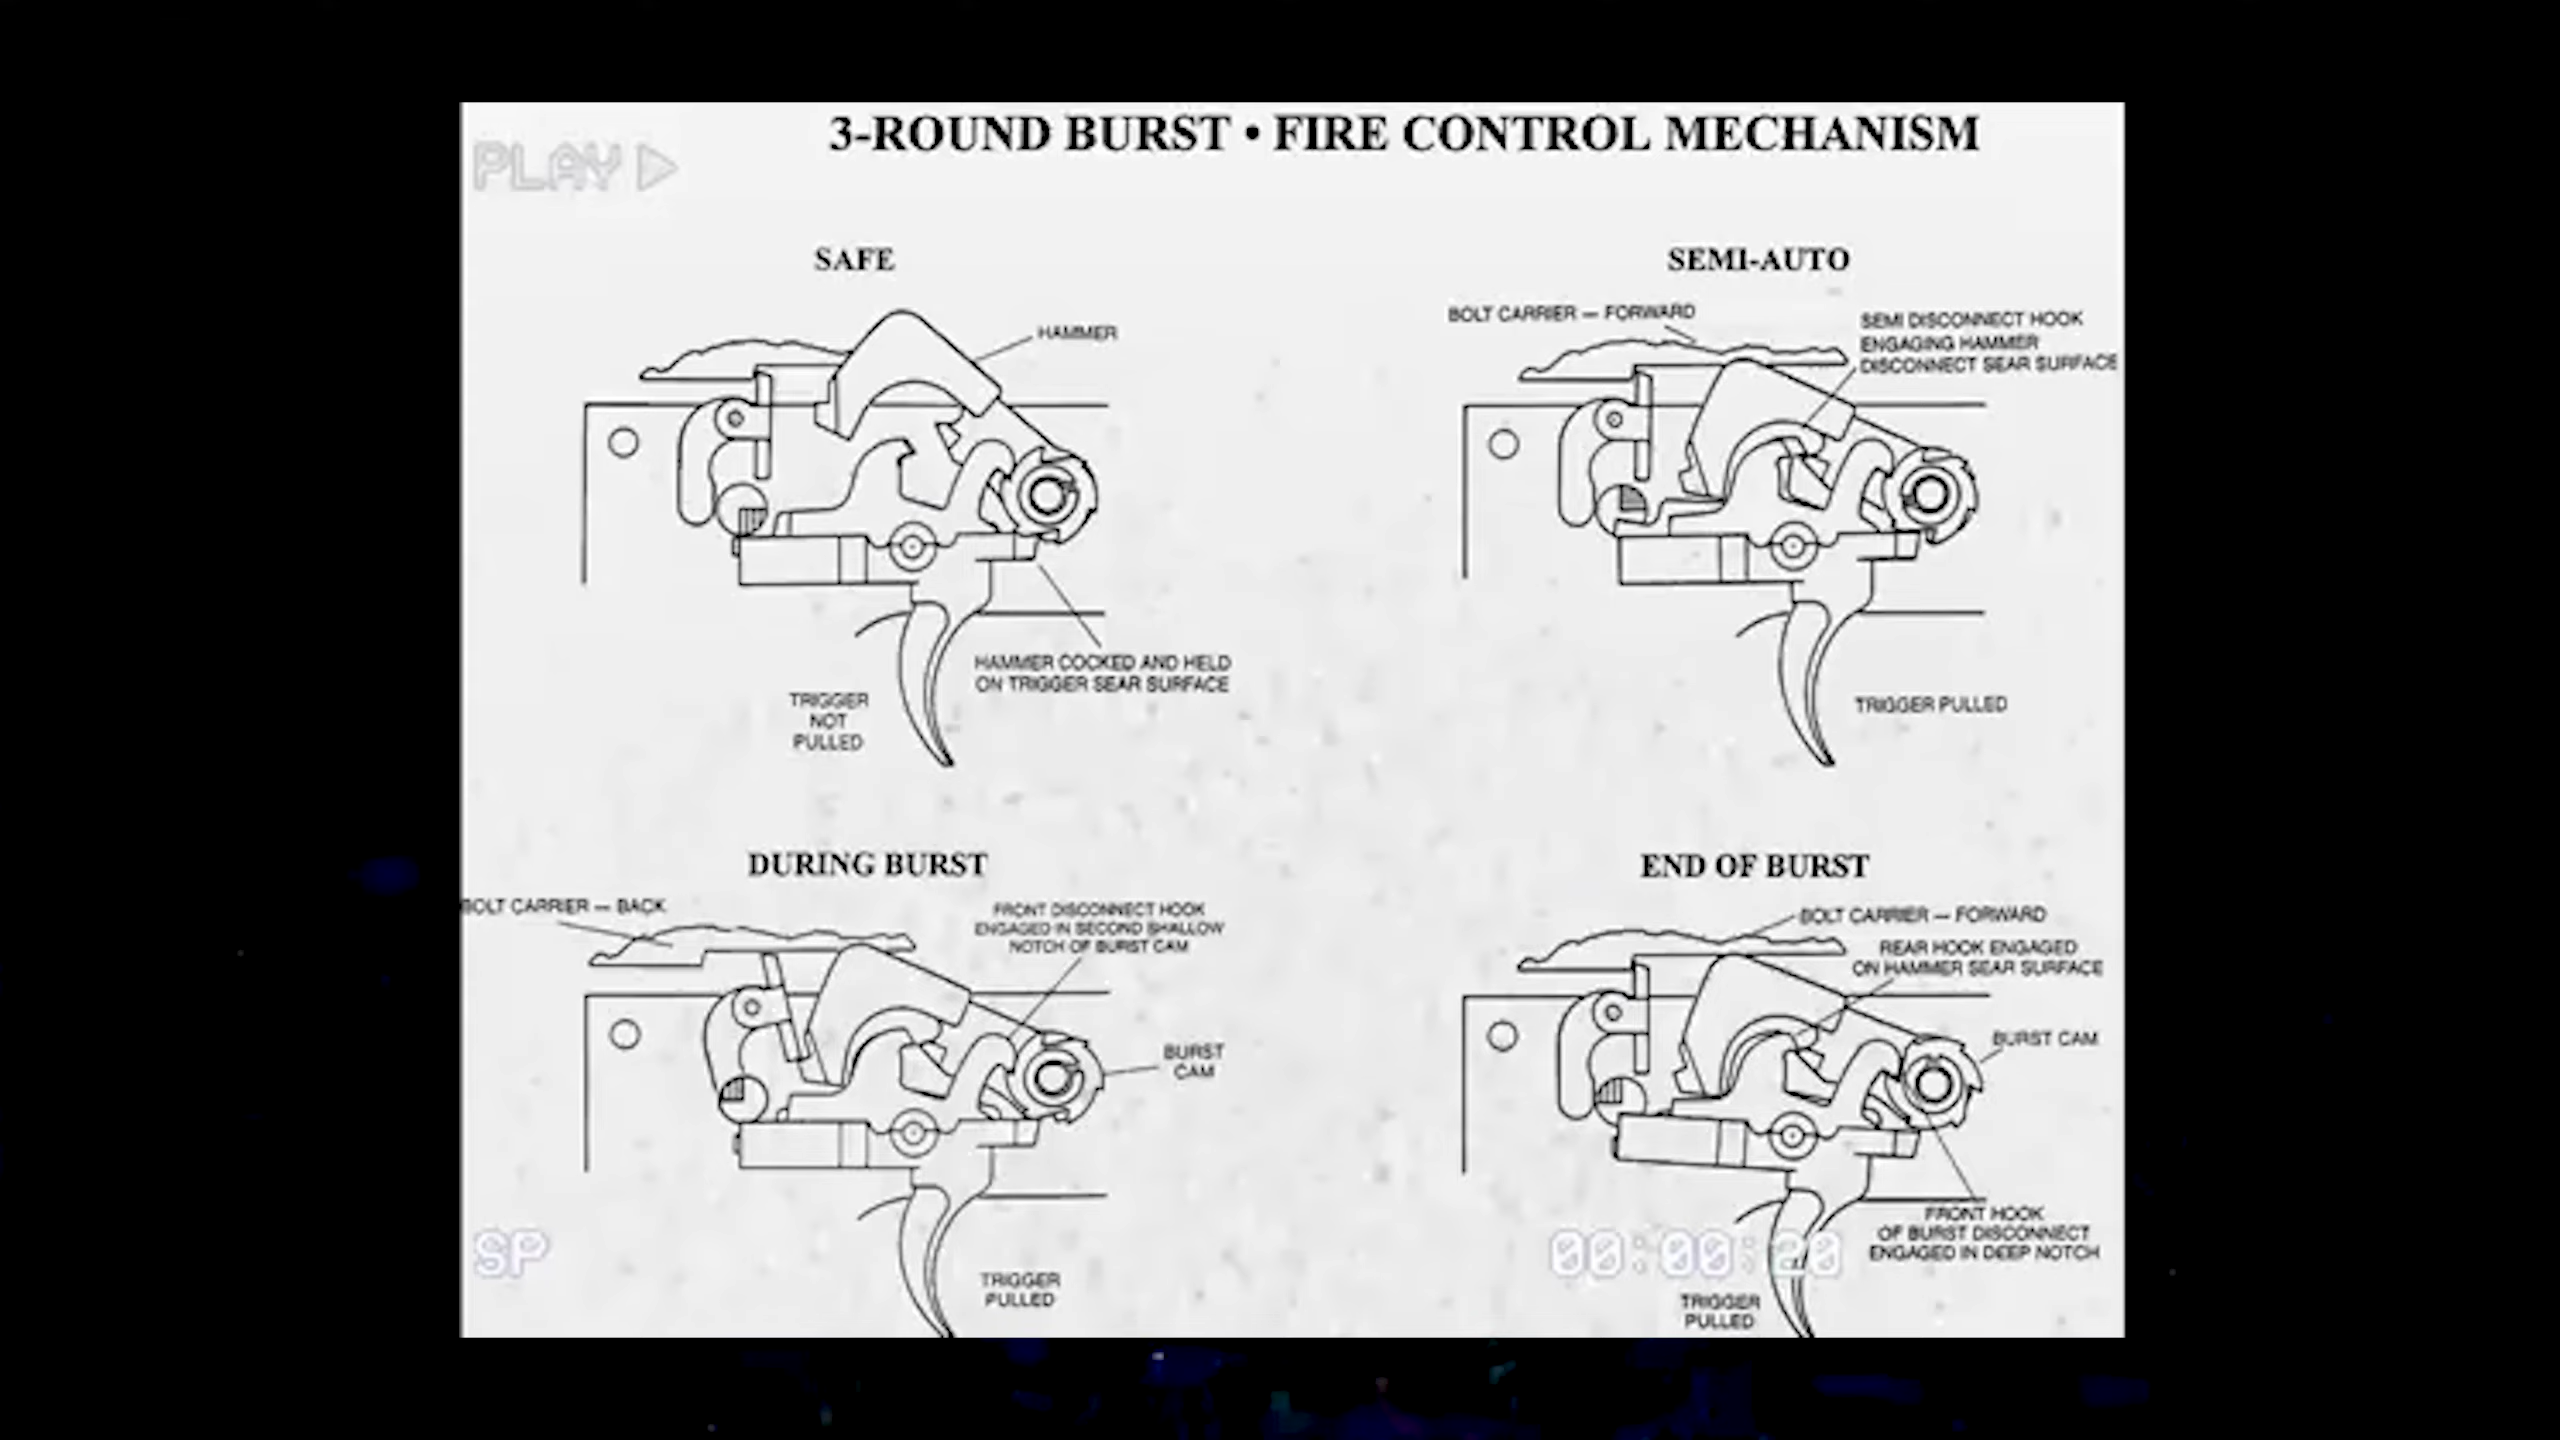 3-ROUND BURST • FIRE CONTROL MECHANISM
PLAY
SAFE
HAMMER
HAMMER COCKED AND HELD
ON TRIGGER SEAR SURFACE
TRIGGER
NOT
PULLED
SEMI-AUTO
BOLT CARRIER — FORWARD
SEMI DISCONNECT HOOK
ENGAGING HAMMER
DISCONNECT SEAR SURFACE
TRIGGER PULLED
DURING BURST
BOLT CARRIER — BACK
FRONT DISCONNECT HOOK
ENGAGED IN SECOND SHALLOW
NOTCH OF BURST CAM
BURST
CAM
TRIGGER
PULLED
END OF BURST
BOLT CARRIER — FORWARD
REAR HOOK ENGAGED
ON HAMMER SEAR SURFACE
BURST CAM
FRONT HOOK
OF BURST DISCONNECT
ENGAGED IN DEEP NOTCH
TRIGGER
PULLED
SP
00:00:20